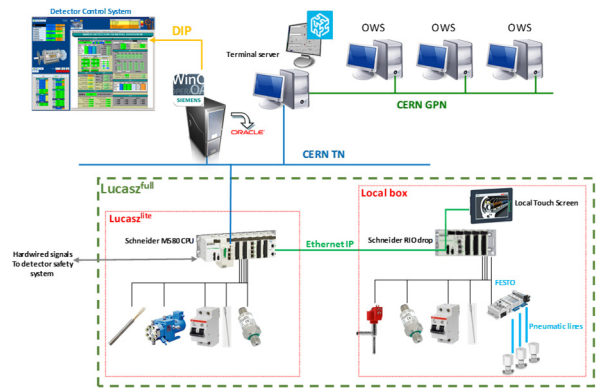 Detector Control System
DIP
OWS
OWS
OWS
Terminal server
WinCC
OA
SIEMENS
ORACLE
CERN GPN
CERN TN
Lucasz full
Local box
Lucasz lite
Local Touch Screen
Schneider M580 CPU
Schneider RIO drop
Ethernet IP
Hardwired signals
To detector safety
system
FESTO
Pneumatic lines